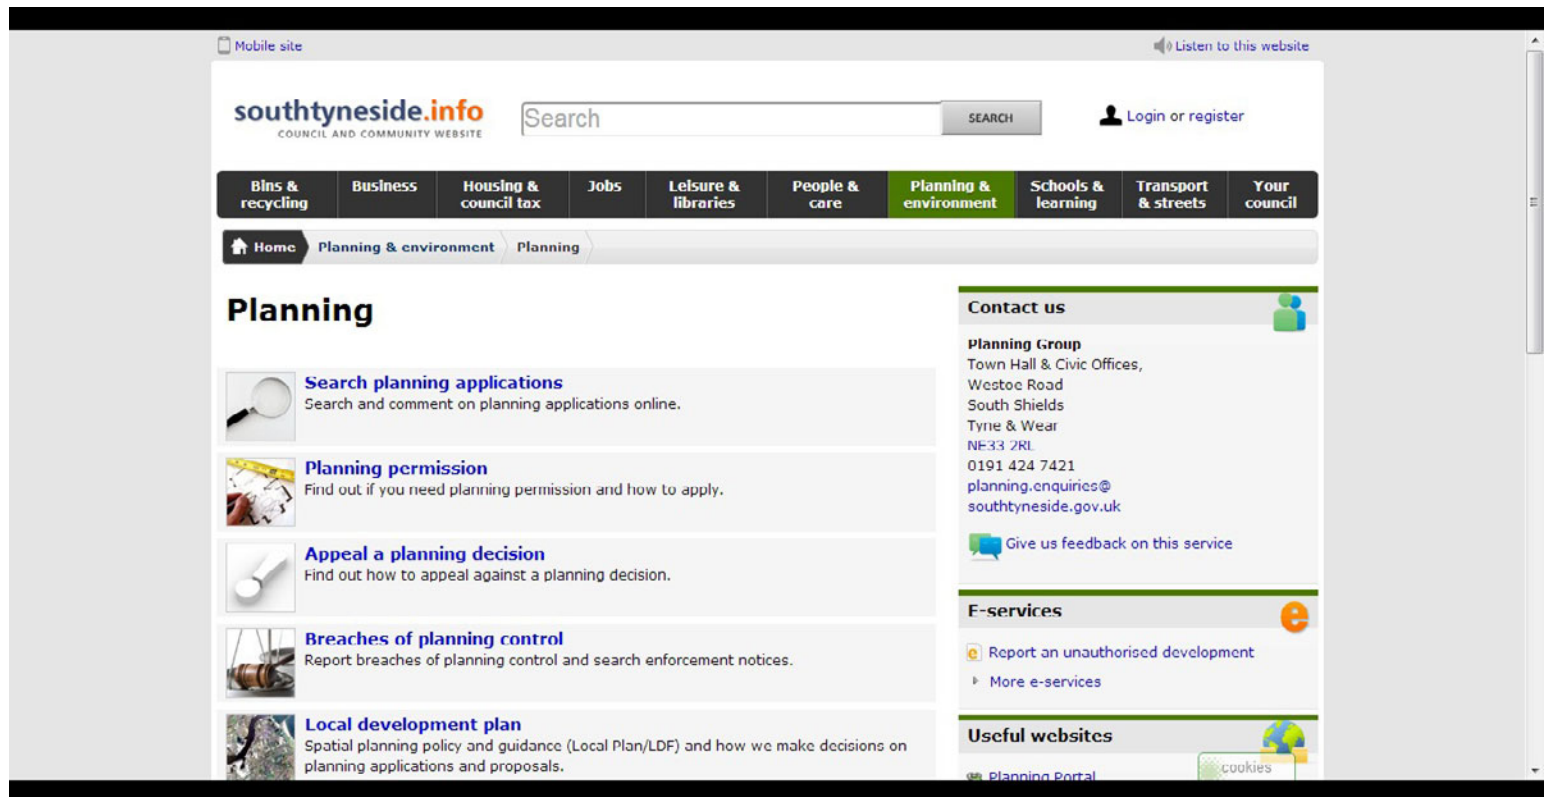 Mobile site
Listen to this website
southtyneside.info
COUNCIL AND COMMUNITY WEBSITE
Search
SEARCH
Login or register
Bins & recycling
Business
Housing & council tax
Jobs
Leisure & libraries
People & care
Planning & environment
Schools & learning
Transport & streets
Your council
Home
Planning & environment
Planning
Planning
Search planning applications
Search and comment on planning applications online.
Planning permission
Find out if you need planning permission and how to apply.
Appeal a planning decision
Find out how to appeal against a planning decision.
Breaches of planning control
Report breaches of planning control and search enforcement notices.
Local development plan
Spatial planning policy and guidance (Local Plan/LDF) and how we make decisions on
planning applications and proposals.
Contact us
Planning Group
Town Hall & Civic Offices,
Westoe Road
South Shields
Tyne & Wear
NE33 2RL
0191 424 7421
planning.enquiries@
southtyneside.gov.uk
Give us feedback on this service
E-services
e
e Report an unauthorised development
More e-services
Useful websites
Planning Portal
cookies